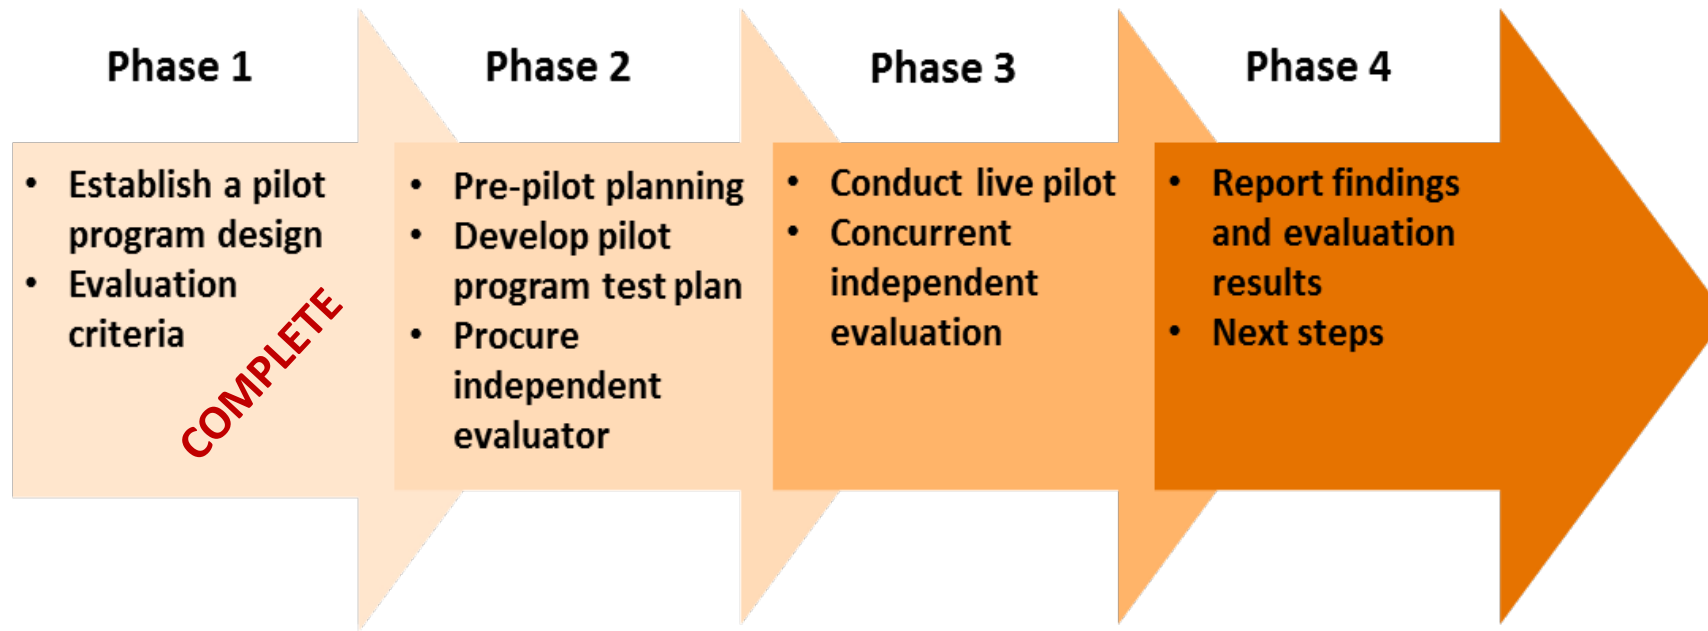 Phase 1
• Establish a pilot
program design
• Evaluation
criteria
COMPLETE
Phase 2
• Pre-pilot planning
• Develop pilot
program test plan
• Procure
independent
evaluator
Phase 3
• Conduct live pilot
• Concurrent
independent
evaluation
Phase 4
• Report findings
and evaluation
results
• Next steps